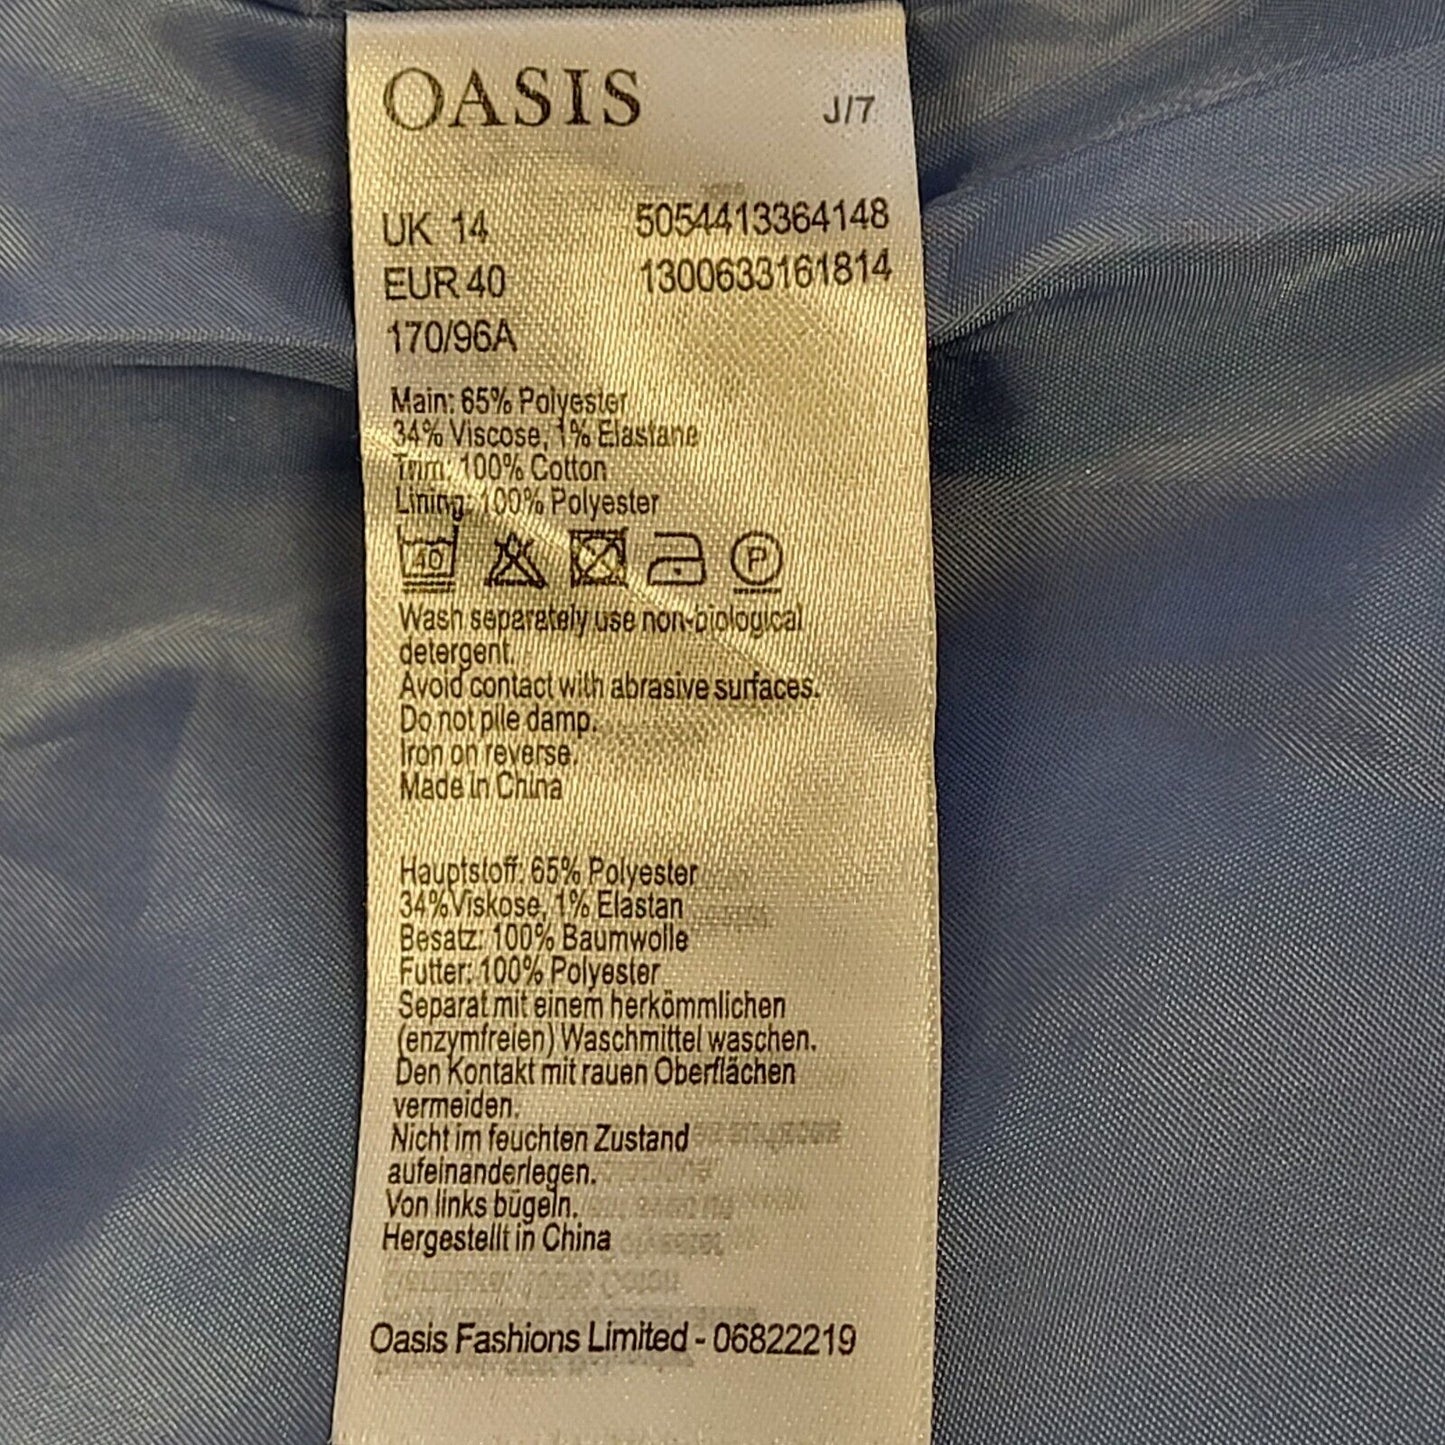 OASIS J/7
UK 14 5054413364148
EUR 40 1300633161814
170/96A
Main: 65% Polyester
34% Viscose, 1% Elastane
Trim: 100% Cotton
Lining: 100% Polyester
40 P
Wash separately use non-biological
detergent.
Avoid contact with abrasive surfaces.
Do not pile damp.
Iron on reverse.
Made in China
Hauptstoff: 65% Polyester
34%Viskose, 1% Elastan
Besatz: 100% Baumwolle
Futter: 100% Polyester
Separat mit einem herkömmlichen
(enzymfreien) Waschmittel waschen.
Den Kontakt mit rauen Oberflächen
vermeiden.
Nicht im feuchten Zustand
aufeinanderlegen.
Von links bügeln.
Hergestellt in China
Oasis Fashions Limited - 06822219